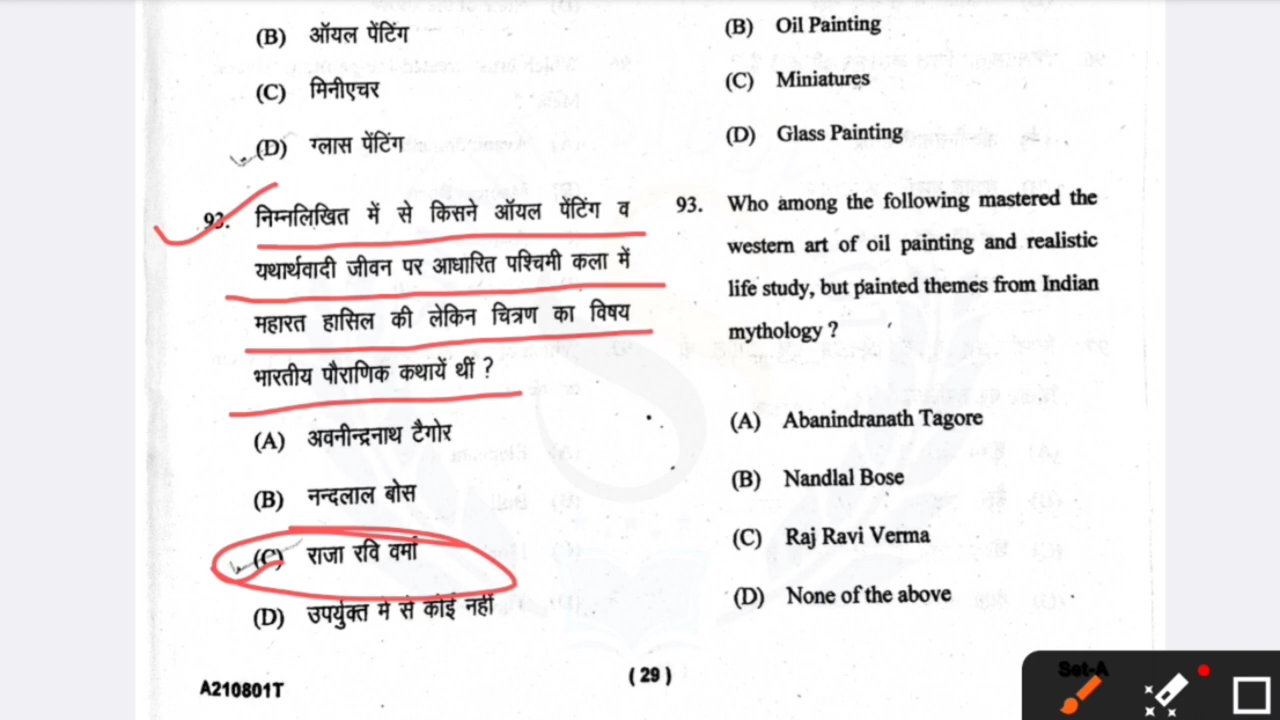 (B) ऑयल पेंटिंग
(C) मिनीएचर
(D) ग्लास पेंटिंग
93. निम्नलिखित में से किसने ऑयल पेंटिंग व
यथार्थवादी जीवन पर आधारित पश्चिमी कला में
महारत हासिल की लेकिन चित्रण का विषय
भारतीय पौराणिक कथायें थीं ?
(A) अवनीन्द्रनाथ टैगोर
(B) नन्दलाल बोस
(C) राजा रवि वर्मा
(D) उपर्युक्त में से कोई नहीं
(B) Oil Painting
(C) Miniatures
(D) Glass Painting
93. Who among the following mastered the
western art of oil painting and realistic
life study, but painted themes from Indian
mythology ?
(A) Abanindranath Tagore
(B) Nandlal Bose
(C) Raj Ravi Verma
(D) None of the above
A210801T
( 29 )
Set-A